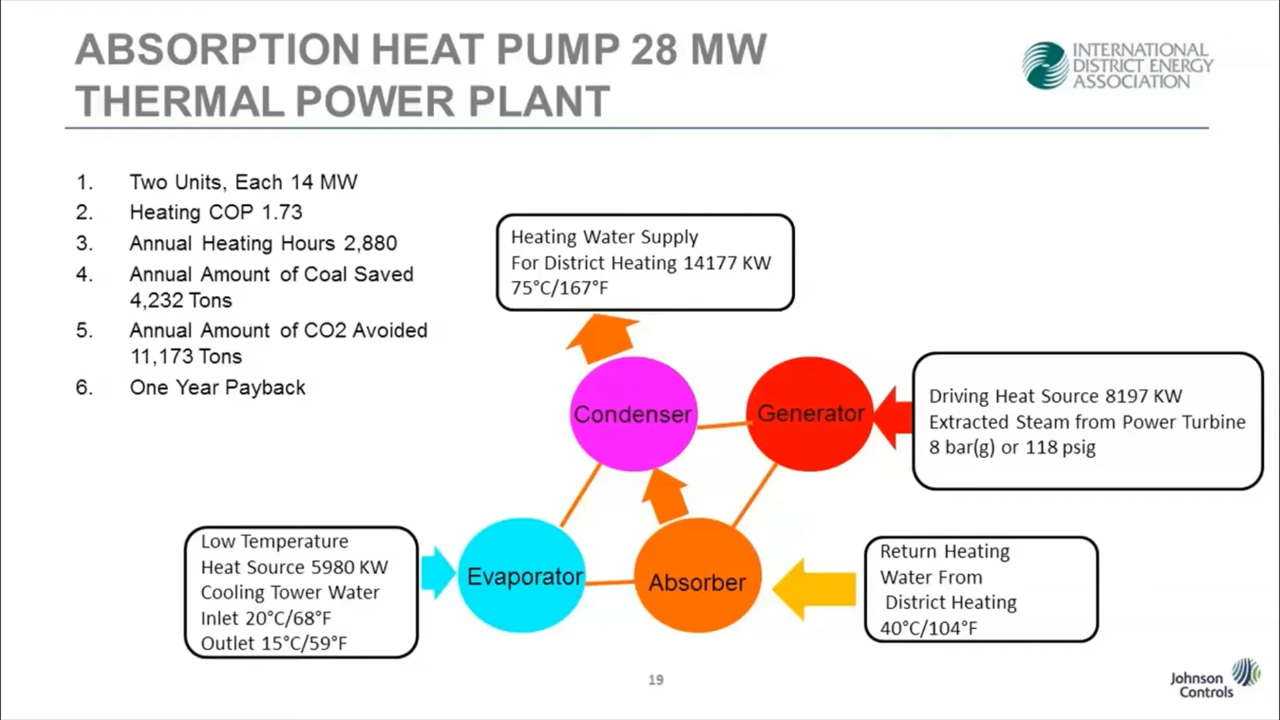 ABSORPTION HEAT PUMP 28 MW
THERMAL POWER PLANT
INTERNATIONAL
DISTRICT ENERGY
ASSOCIATION
1. Two Units, Each 14 MW
2. Heating COP 1.73
3. Annual Heating Hours 2,880
4. Annual Amount of Coal Saved
4,232 Tons
5. Annual Amount of CO2 Avoided
11,173 Tons
6. One Year Payback
Heating Water Supply
For District Heating 14177 KW
75°C/167°F
Condenser
Generator
Driving Heat Source 8197 KW
Extracted Steam from Power Turbine
8 bar(g) or 118 psig
Low Temperature
Heat Source 5980 KW
Cooling Tower Water
Inlet 20°C/68°F
Outlet 15°C/59°F
Evaporator
Absorber
Return Heating
Water From
District Heating
40°C/104°F
19
Johnson
Controls